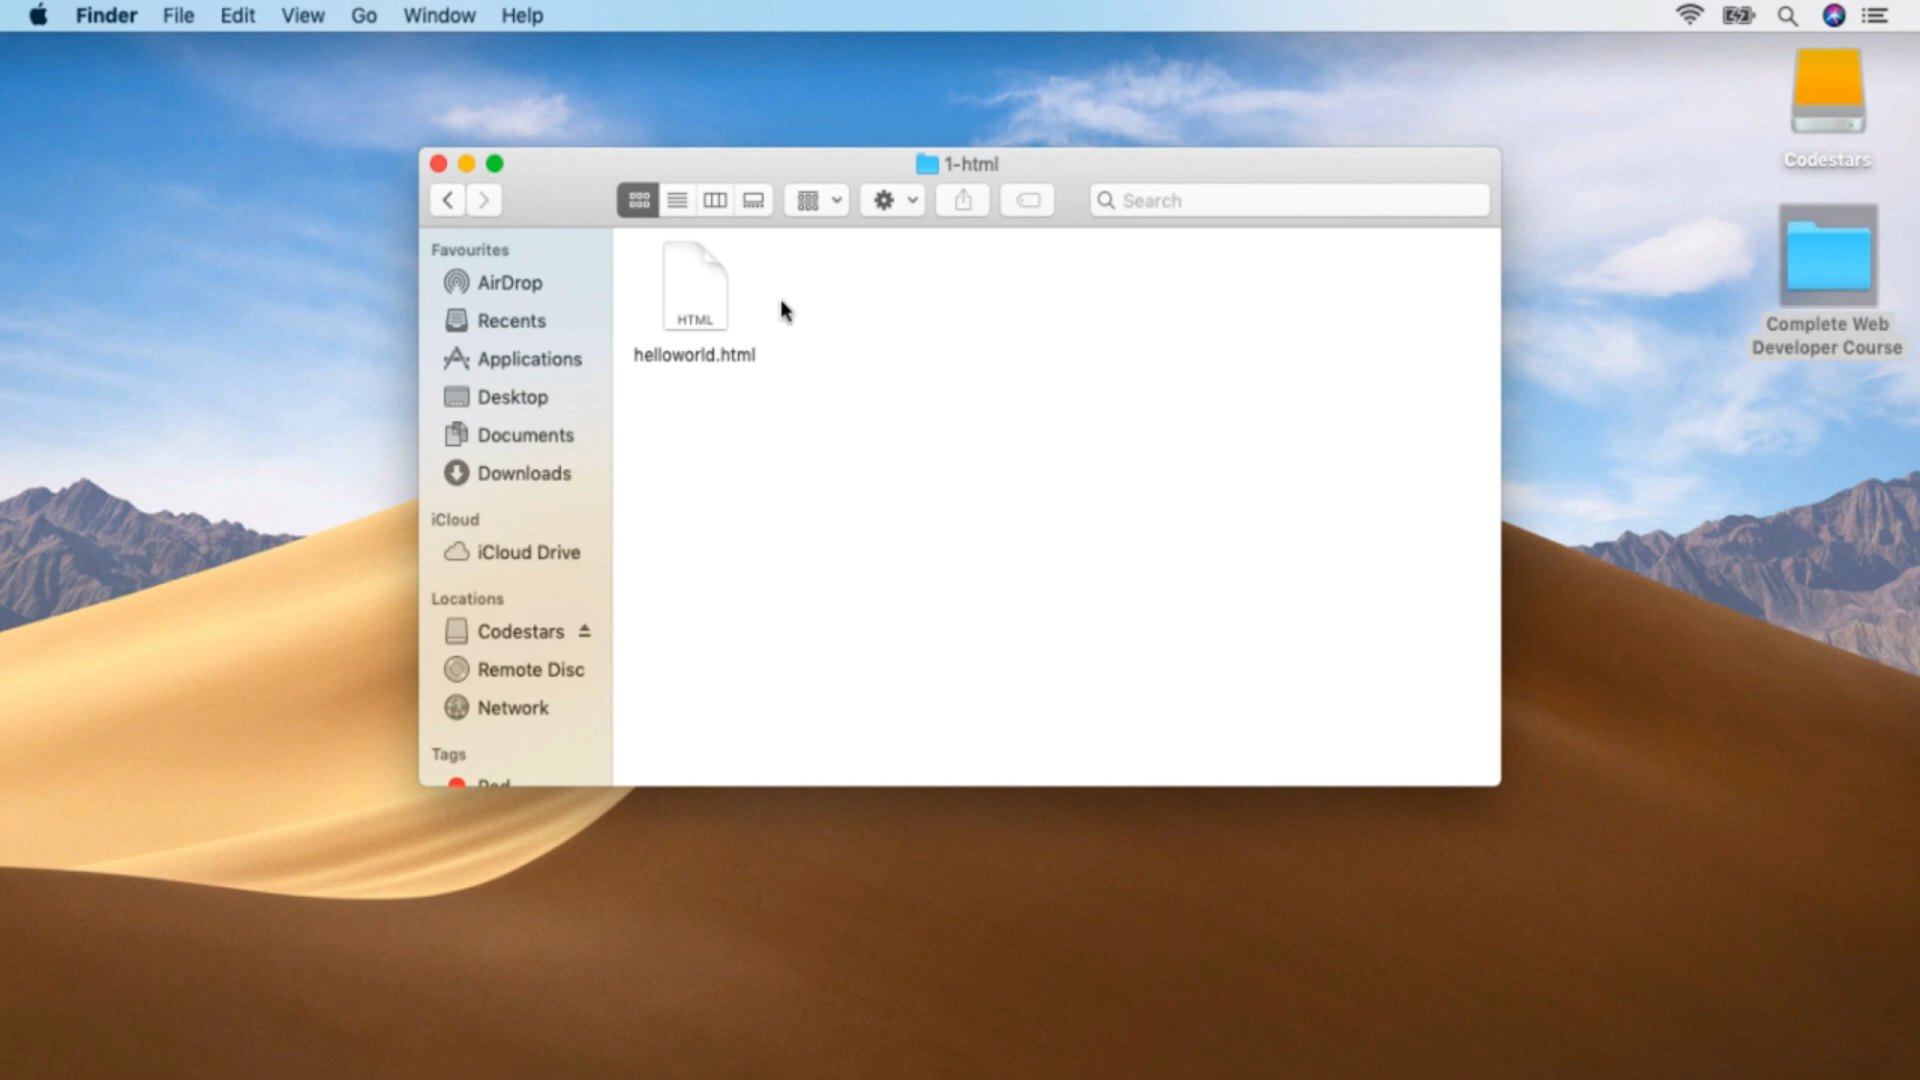 Finder File Edit View Go Window Help
Codestars
1-html
Search
Favourites
AirDrop
Recents
Applications
Desktop
Documents
Downloads
iCloud
iCloud Drive
Locations
Codestars
Remote Disc
Network
Tags
Red
HTML
helloworld.html
Complete Web
Developer Course